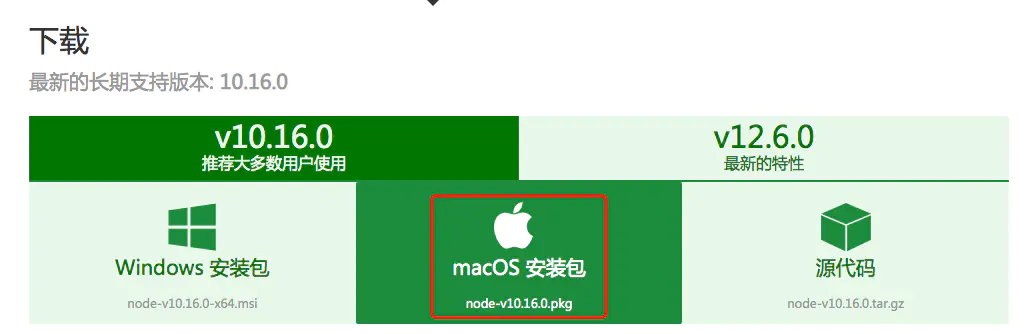 下载
最新的长期支持版本: 10.16.0
v10.16.0
推荐大多数用户使用
v12.6.0
最新的特性
Windows 安装包
node-v10.16.0-x64.msi
macOS 安装包
node-v10.16.0.pkg
源代码
node-v10.16.0.tar.gz